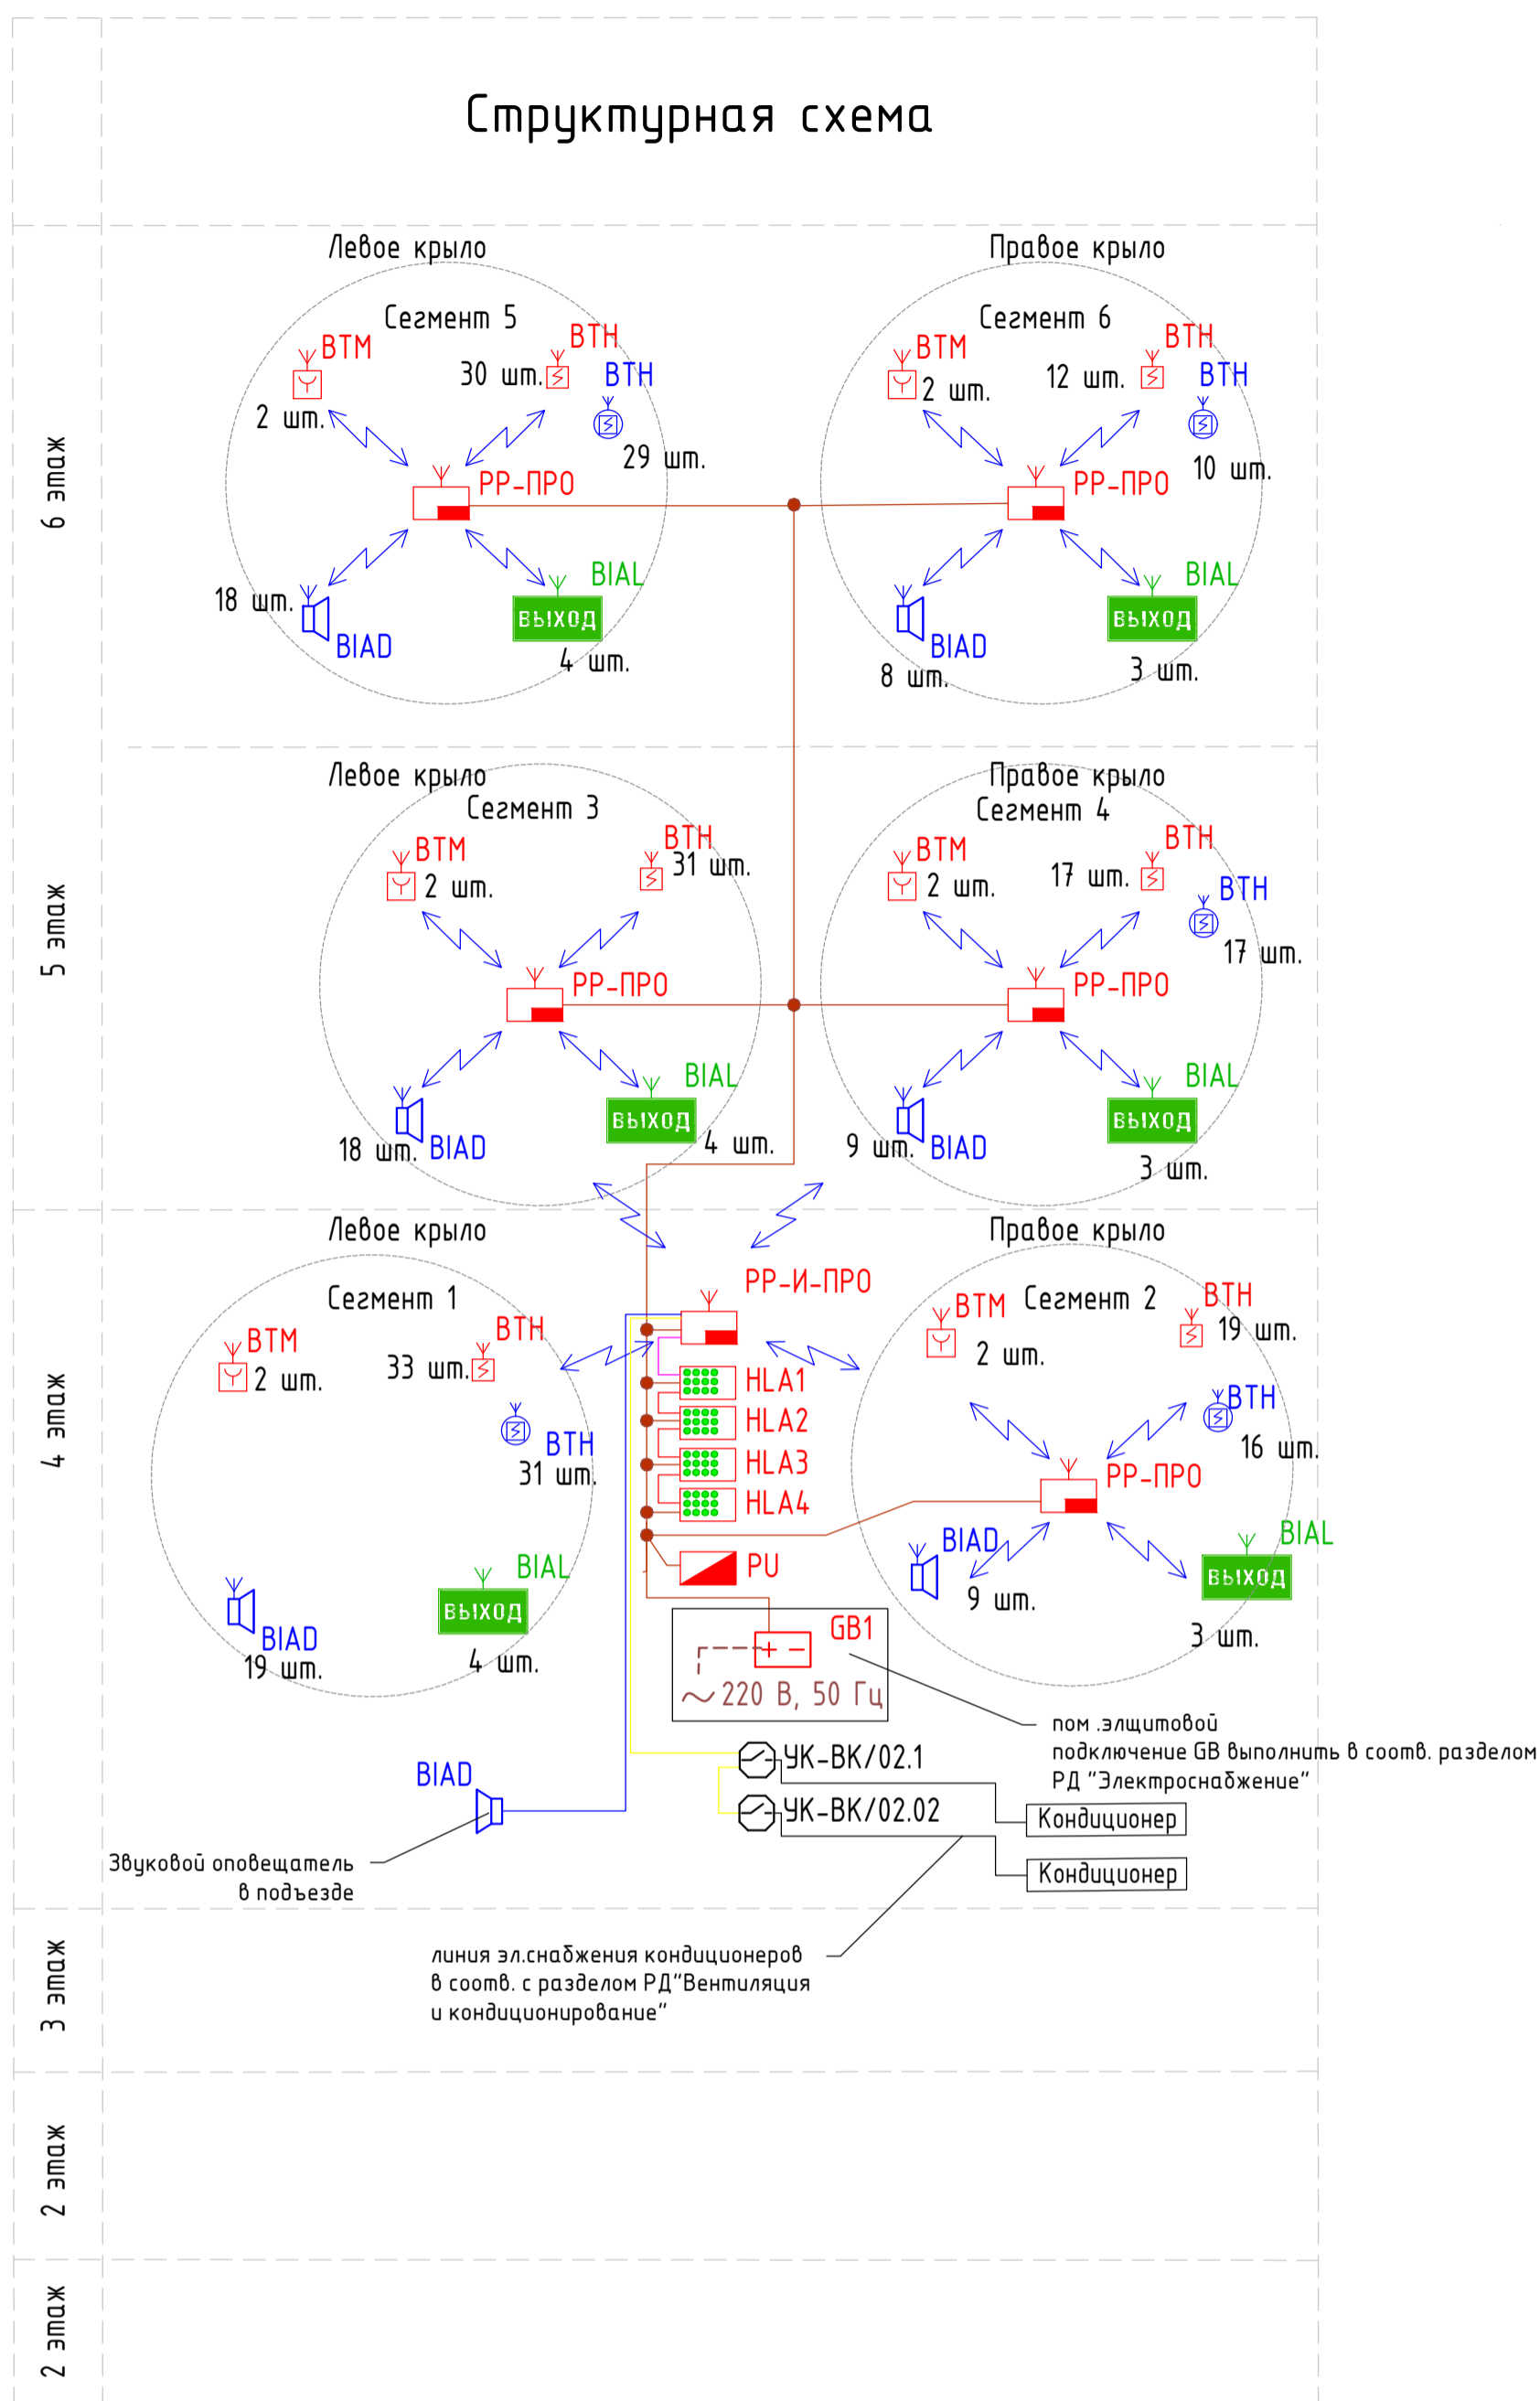 Структурная схема
6 этаж
Левое крыло
Сегмент 5
ВТМ
2 шт.
ВТН
30 шт.
ВТН
29 шт.
РР-ПРО
18 шт.
BIAD
BIAL
ВЫХОД
4 шт.
Правое крыло
Сегмент 6
ВТМ
2 шт.
ВТН
12 шт.
ВТН
10 шт.
РР-ПРО
BIAD
8 шт.
BIAL
ВЫХОД
3 шт.
5 этаж
Левое крыло
Сегмент 3
ВТМ
2 шт.
ВТН
31 шт.
РР-ПРО
18 шт.
BIAD
BIAL
ВЫХОД
4 шт.
Правое крыло
Сегмент 4
ВТМ
2 шт.
ВТН
17 шт.
ВТН
17 шт.
РР-ПРО
9 шт.
BIAD
BIAL
ВЫХОД
3 шт.
4 этаж
Левое крыло
Сегмент 1
ВТМ
2 шт.
ВТН
33 шт.
ВТН
31 шт.
BIAD
19 шт.
BIAL
ВЫХОД
4 шт.
РР-И-ПРО
HLA1
HLA2
HLA3
HLA4
PU
GB1
+ −
~220 В, 50 Гц
Правое крыло
Сегмент 2
ВТМ
2 шт.
ВТН
19 шт.
ВТН
16 шт.
РР-ПРО
BIAD
9 шт.
BIAL
ВЫХОД
3 шт.
пом .элщитовой
подключение GB выполнить в соотв. разделом
РД "Электроснабжение"
УК-ВК/02.1
УК-ВК/02.02
Кондиционер
Кондиционер
BIAD
Звуковой оповещатель
в подъезде
3 этаж
линия эл.снабжения кондиционеров
в соотв. с разделом РД"Вентиляция
и кондиционирование"
2 этаж
2 этаж